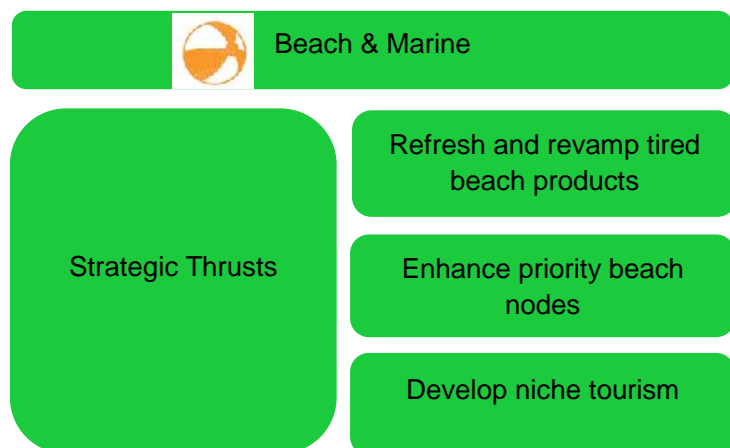 Beach & Marine
Strategic Thrusts
Refresh and revamp tired
beach products
Enhance priority beach
nodes
Develop niche tourism